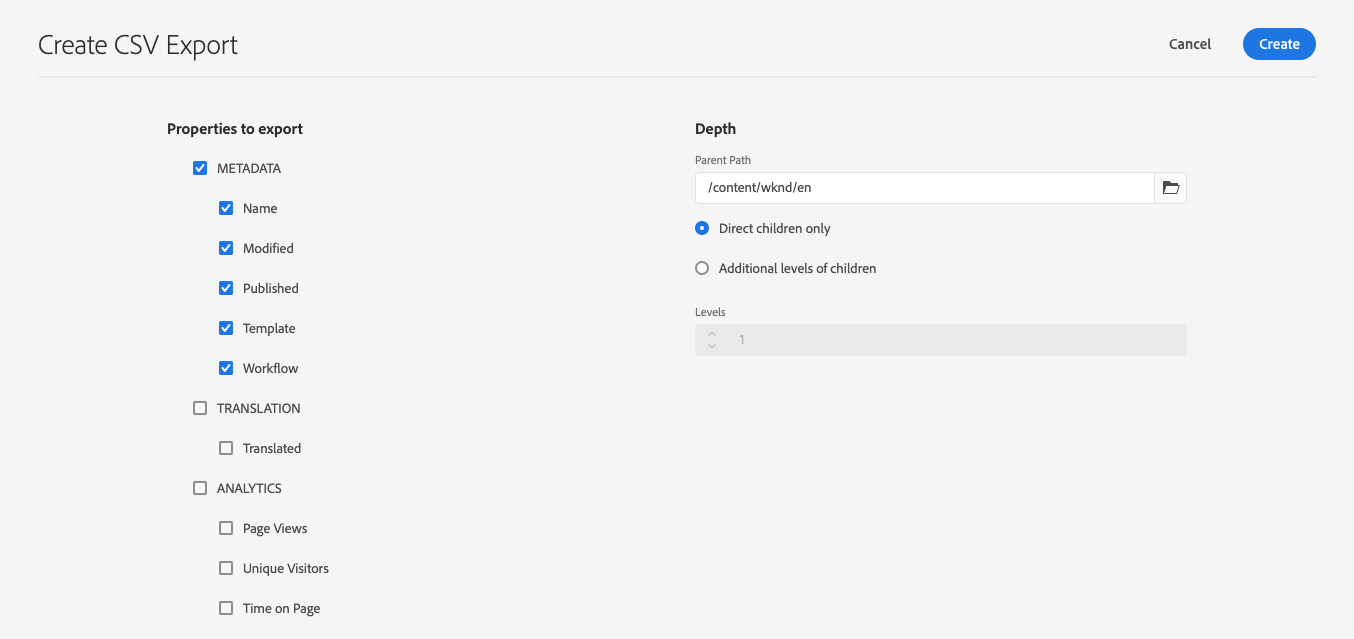 Create CSV Export
Cancel
Create
Properties to export
METADATA
Name
Modified
Published
Template
Workflow
TRANSLATION
Translated
ANALYTICS
Page Views
Unique Visitors
Time on Page
Depth
Parent Path
/content/wknd/en
Direct children only
Additional levels of children
Levels
1